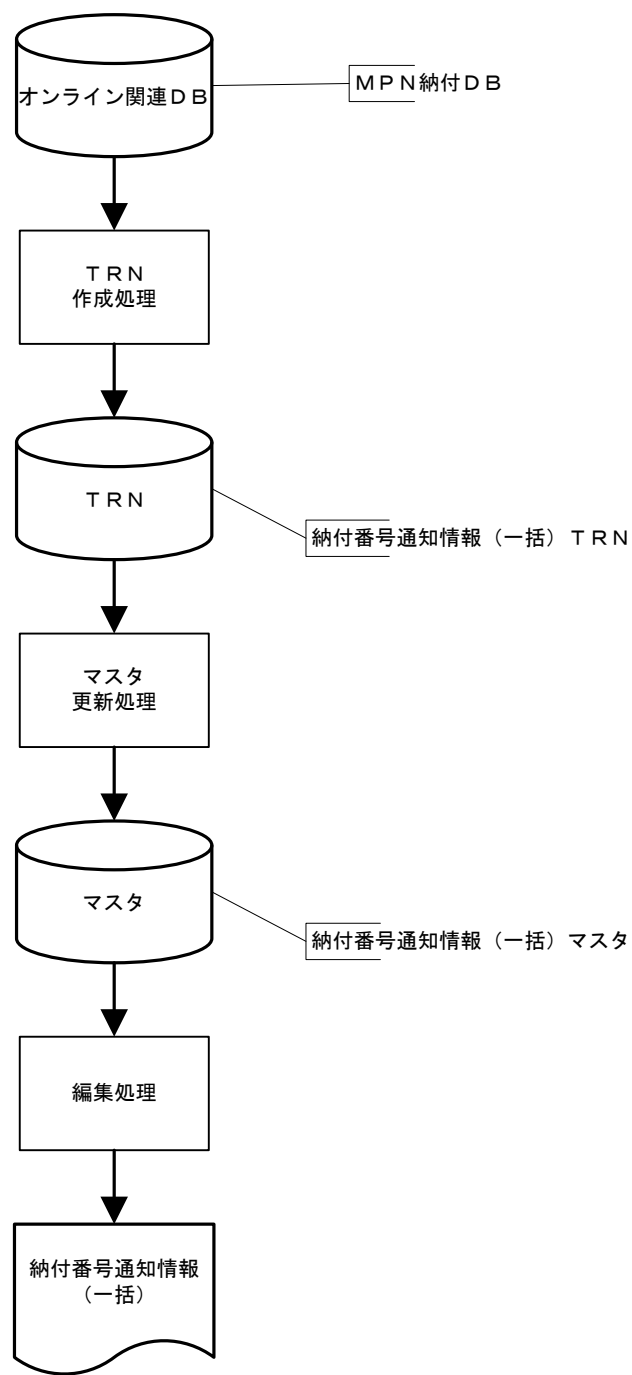 オンライン関連ＤＢ
ＭＰＮ納付ＤＢ
ＴＲＮ
作成処理
ＴＲＮ
納付番号通知情報（一括）ＴＲＮ
マスタ
更新処理
マスタ
納付番号通知情報（一括）マスタ
編集処理
納付番号通知情報
（一括）